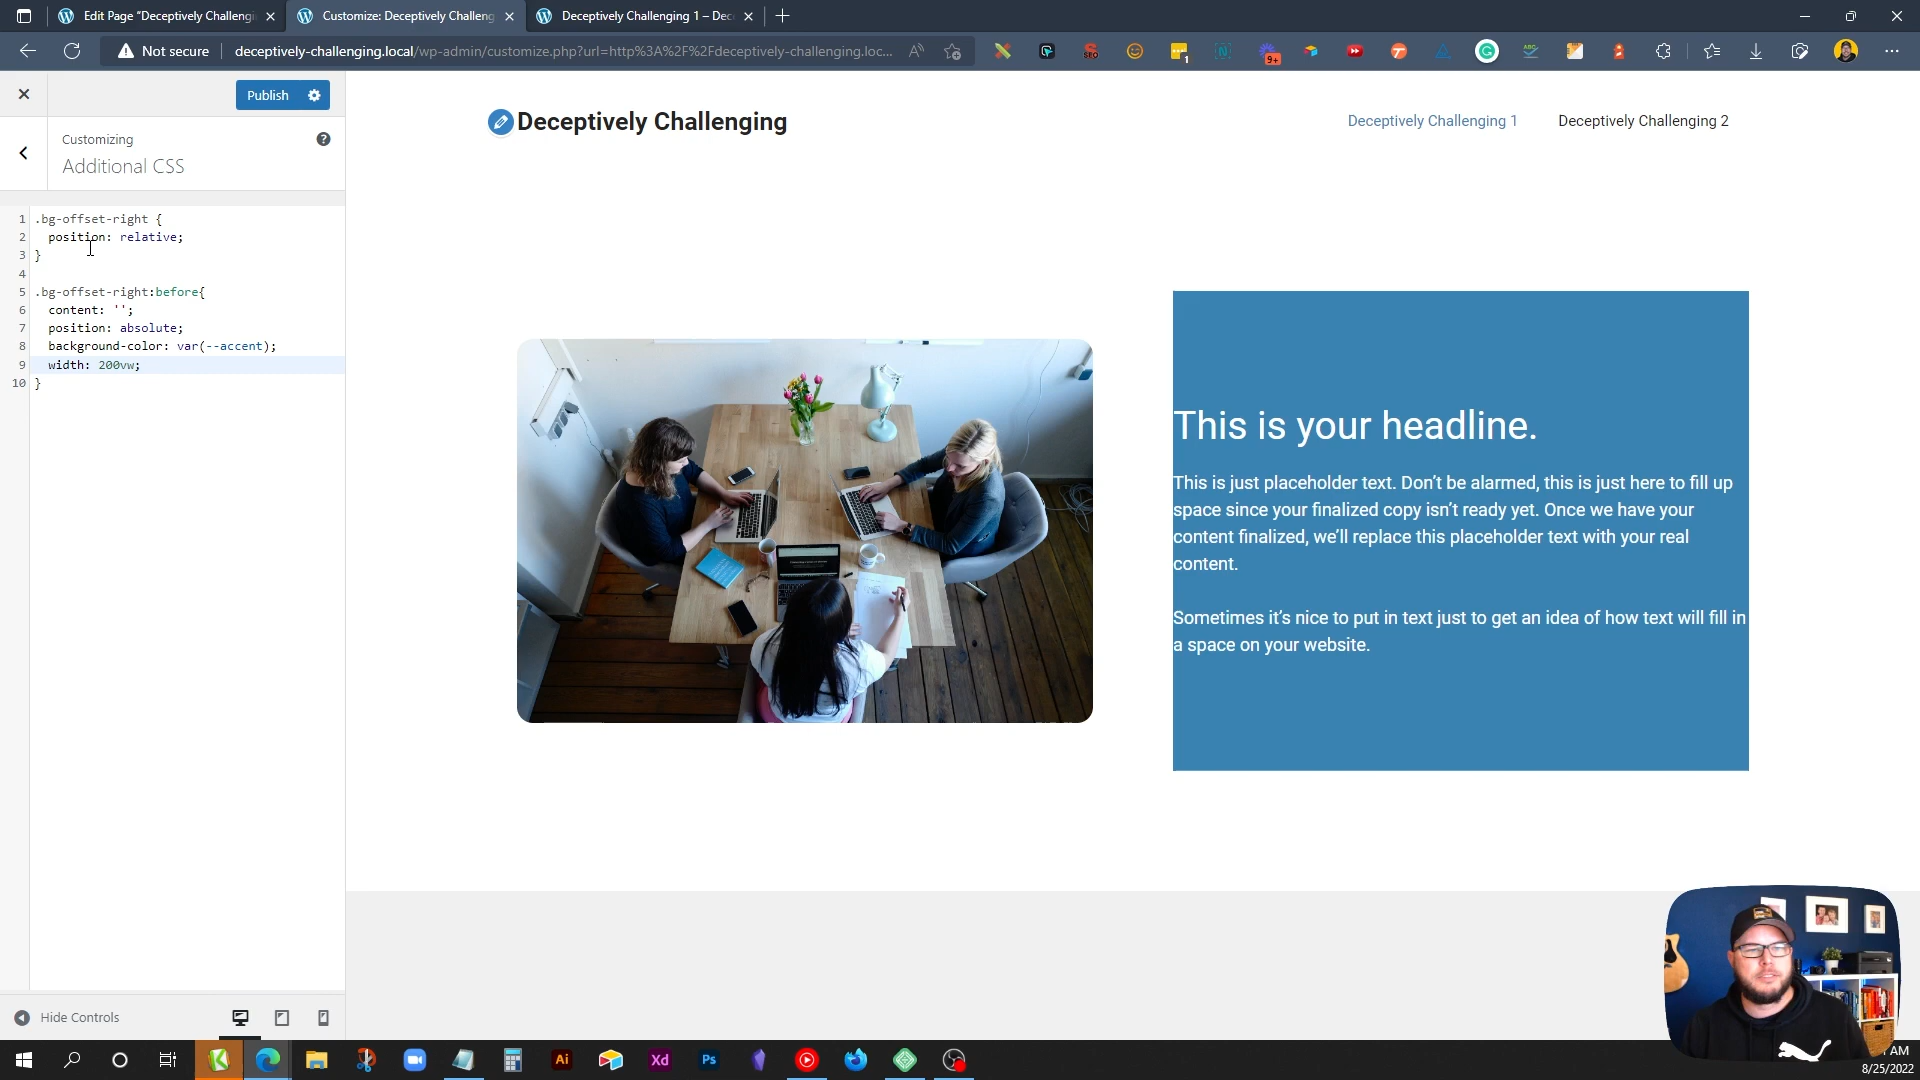 Edit Page "Deceptively Challengi
Customize: Deceptively Challeng
Deceptively Challenging 1 – Dec
Not secure
deceptively-challenging.local/wp-admin/customize.php?url=http%3A%2F%2Fdeceptively-challenging.loc...
SEO
1
9+
ABC
Publish
Customizing
Additional CSS
1 .bg-offset-right {
2 position: relative;
3 }
4
5 .bg-offset-right:before{
6 content: '';
7 position: absolute;
8 background-color: var(--accent);
9 width: 200vw;
10 }
Hide Controls
Deceptively Challenging
Deceptively Challenging 1
Deceptively Challenging 2
This is your headline.
This is just placeholder text. Don't be alarmed, this is just here to fill up
space since your finalized copy isn't ready yet. Once we have your
content finalized, we'll replace this placeholder text with your real
content.
Sometimes it's nice to put in text just to get an idea of how text will fill in
a space on your website.
Ai
Xd
Ps
AM
8/25/2022